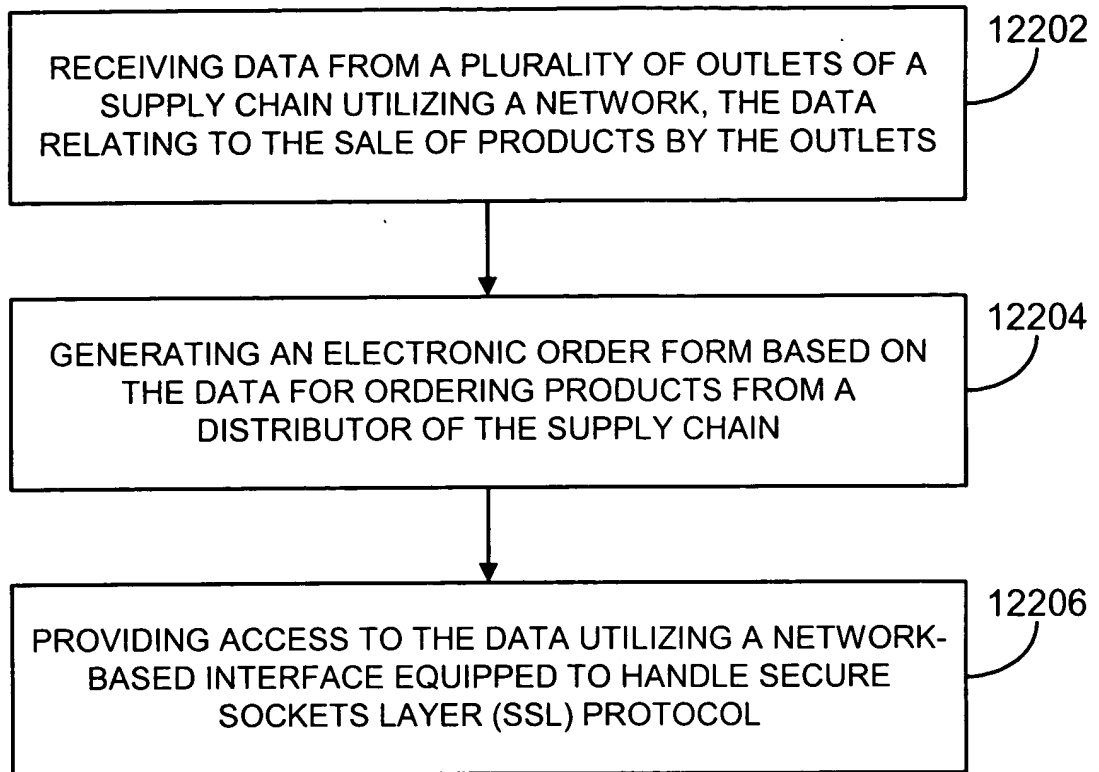 12202
RECEIVING DATA FROM A PLURALITY OF OUTLETS OF A
SUPPLY CHAIN UTILIZING A NETWORK, THE DATA
RELATING TO THE SALE OF PRODUCTS BY THE OUTLETS
12204
GENERATING AN ELECTRONIC ORDER FORM BASED ON
THE DATA FOR ORDERING PRODUCTS FROM A
DISTRIBUTOR OF THE SUPPLY CHAIN
12206
PROVIDING ACCESS TO THE DATA UTILIZING A NETWORK-
BASED INTERFACE EQUIPPED TO HANDLE SECURE
SOCKETS LAYER (SSL) PROTOCOL